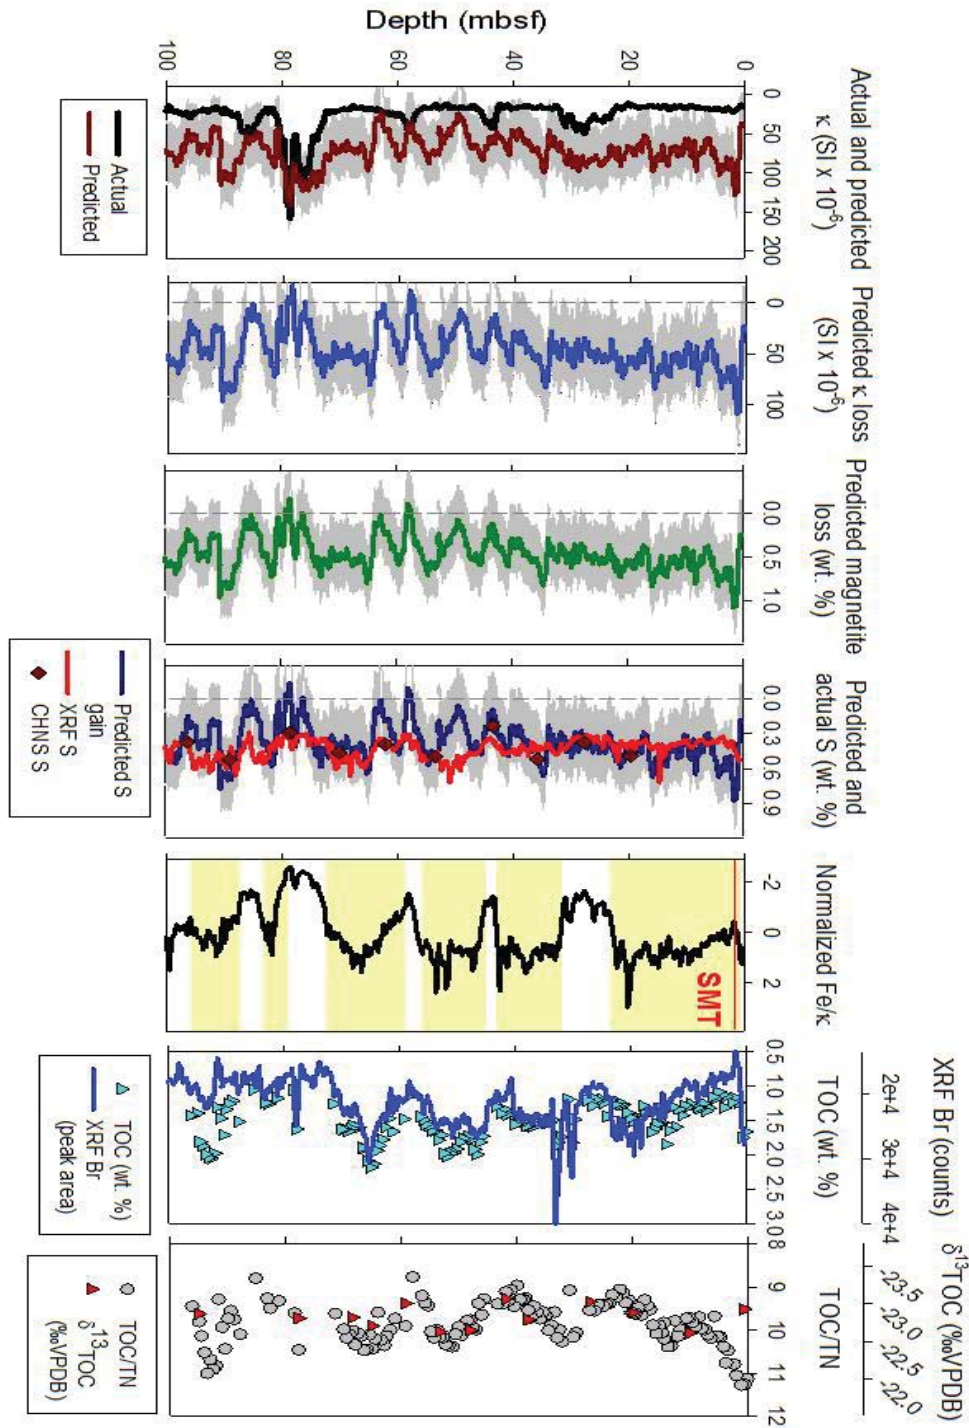 Depth (mbsf)
0
20
40
60
80
100
Actual and predicted
κ (SI x 10⁻⁶)
0
50
100
150
200
Actual
Predicted
Predicted κ loss
(SI x 10⁻⁶)
0
50
100
Predicted magnetite
loss (wt. %)
0.0
0.5
1.0
Predicted and
actual S (wt. %)
0.0
0.3
0.6
0.9
Predicted S
gain
XRF S
CHNS S
Normalized Fe/κ
-2
0
2
SMT
XRF Br (counts)
2e+4
3e+4
4e+4
TOC (wt. %)
0.5
1.0
1.5
2.0
2.5
3.0
TOC (wt. %)
XRF Br
(peak area)
δ¹³TOC (‰VPDB)
-23.5
-23.0
-22.5
-22.0
TOC/TN
8
9
10
11
12
TOC/TN
δ¹³TOC
(‰VPDB)